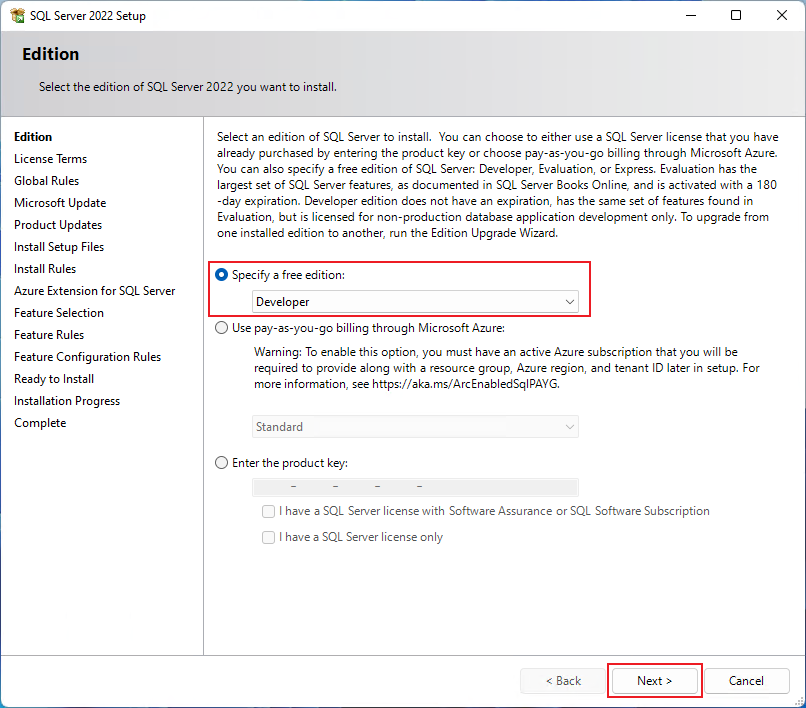 SQL Server 2022 Setup
Edition
Select the edition of SQL Server 2022 you want to install.
Edition
License Terms
Global Rules
Microsoft Update
Product Updates
Install Setup Files
Install Rules
Azure Extension for SQL Server
Feature Selection
Feature Rules
Feature Configuration Rules
Ready to Install
Installation Progress
Complete
Select an edition of SQL Server to install. You can choose to either use a SQL Server license that you have
already purchased by entering the product key or choose pay-as-you-go billing through Microsoft Azure.
You can also specify a free edition of SQL Server: Developer, Evaluation, or Express. Evaluation has the
largest set of SQL Server features, as documented in SQL Server Books Online, and is activated with a 180
-day expiration. Developer edition does not have an expiration, has the same set of features found in
Evaluation, but is licensed for non-production database application development only. To upgrade from
one installed edition to another, run the Edition Upgrade Wizard.
Specify a free edition:
Developer
Use pay-as-you-go billing through Microsoft Azure:
Warning: To enable this option, you must have an active Azure subscription that you will be
required to provide along with a resource group, Azure region, and tenant ID later in setup. For
more information, see https://aka.ms/ArcEnabledSqlPAYG.
Standard
Enter the product key:
– – – –
I have a SQL Server license with Software Assurance or SQL Software Subscription
I have a SQL Server license only
< Back
Next >
Cancel